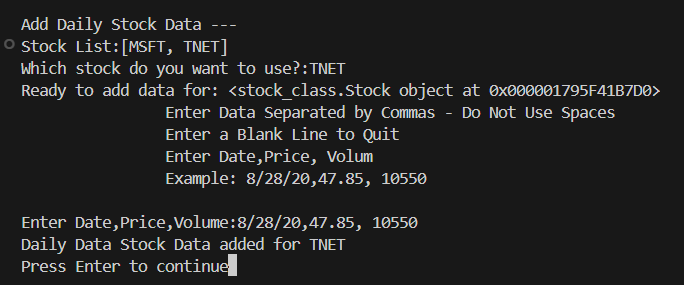 Add Daily Stock Data ---
Stock List:[MSFT, TNET]
Which stock do you want to use?:TNET
Ready to add data for: <stock_class.Stock object at 0x000001795F41B7D0>
Enter Data Separated by Commas - Do Not Use Spaces
Enter a Blank Line to Quit
Enter Date,Price, Volum
Example: 8/28/20,47.85, 10550
Enter Date,Price,Volume:8/28/20,47.85, 10550
Daily Data Stock Data added for TNET
Press Enter to continue